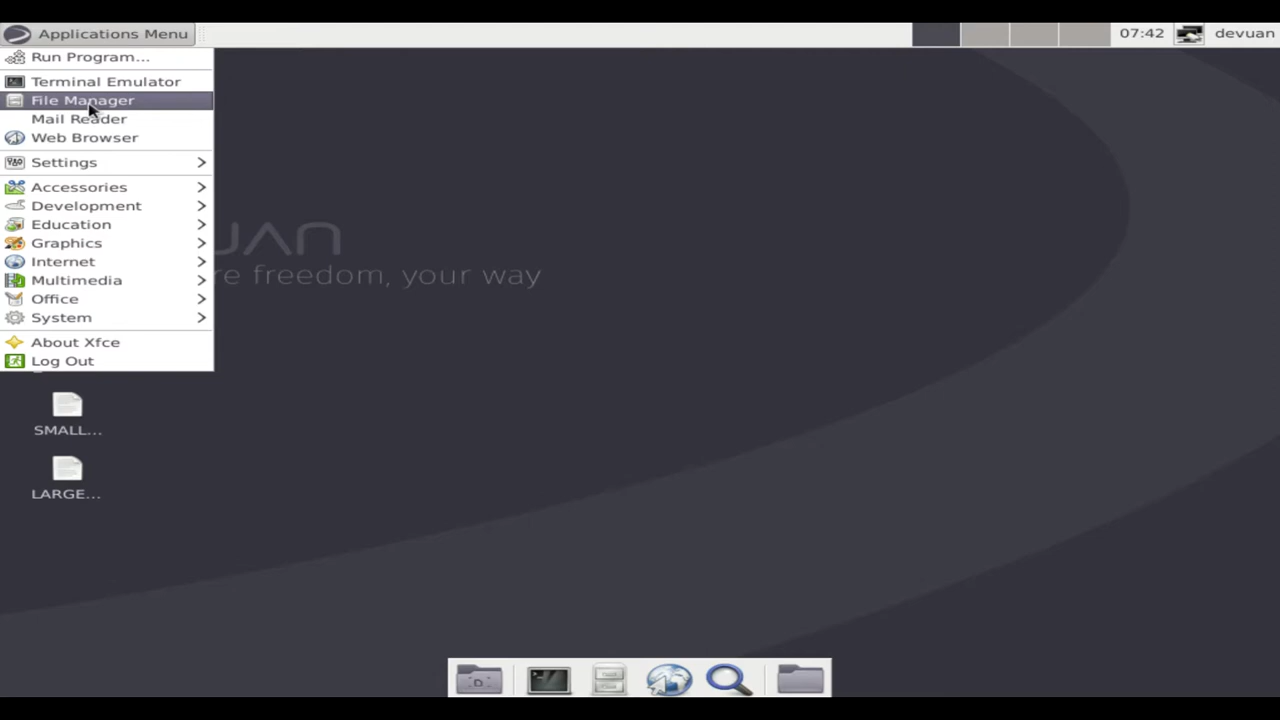 Applications Menu
07:42
devuan
Run Program...
Terminal Emulator
File Manager
Mail Reader
Web Browser
Settings
Accessories
Development
Education
Graphics
Internet
Multimedia
Office
System
About Xfce
Log Out
UAN
re freedom, your way
SMALL...
LARGE...